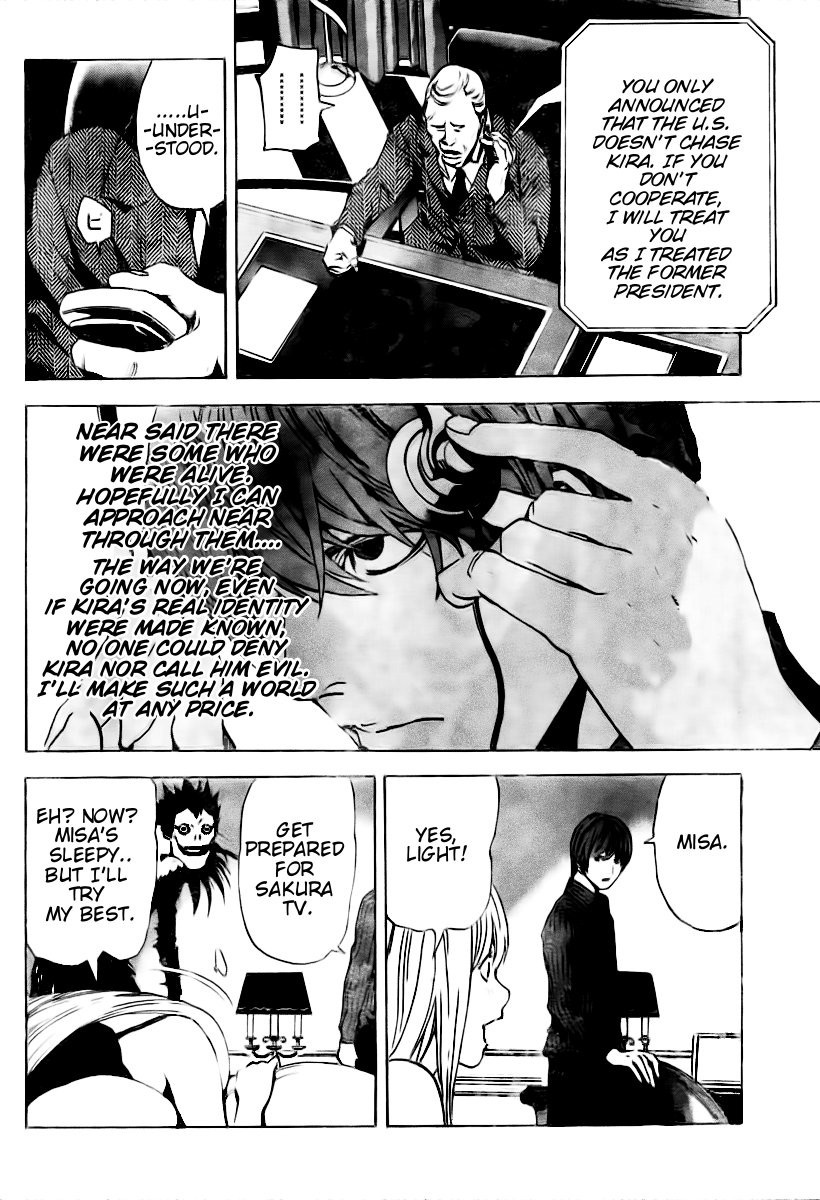 YOU ONLY
ANNOUNCED
THAT THE U.S.
DOESN'T CHASE
KIRA. IF YOU
DON'T
COOPERATE,
I WILL TREAT
YOU
AS I TREATED
THE FORMER
PRESIDENT.
.....U-
-UNDER-
-STOOD.
ピ
NEAR SAID THERE
WERE SOME WHO
WERE ALIVE.
HOPEFULLY I CAN
APPROACH NEAR
THROUGH THEM....
THE WAY WE'RE
GOING NOW, EVEN
IF KIRA'S REAL IDENTITY
WERE MADE KNOWN,
NO ONE COULD DENY
KIRA NOR CALL HIM EVIL.
I'LL MAKE SUCH A WORLD
AT ANY PRICE.
MISA.
YES,
LIGHT!
GET
PREPARED
FOR
SAKURA
TV.
EH? NOW?
MISA'S
SLEEPY..
BUT I'LL
TRY
MY BEST.